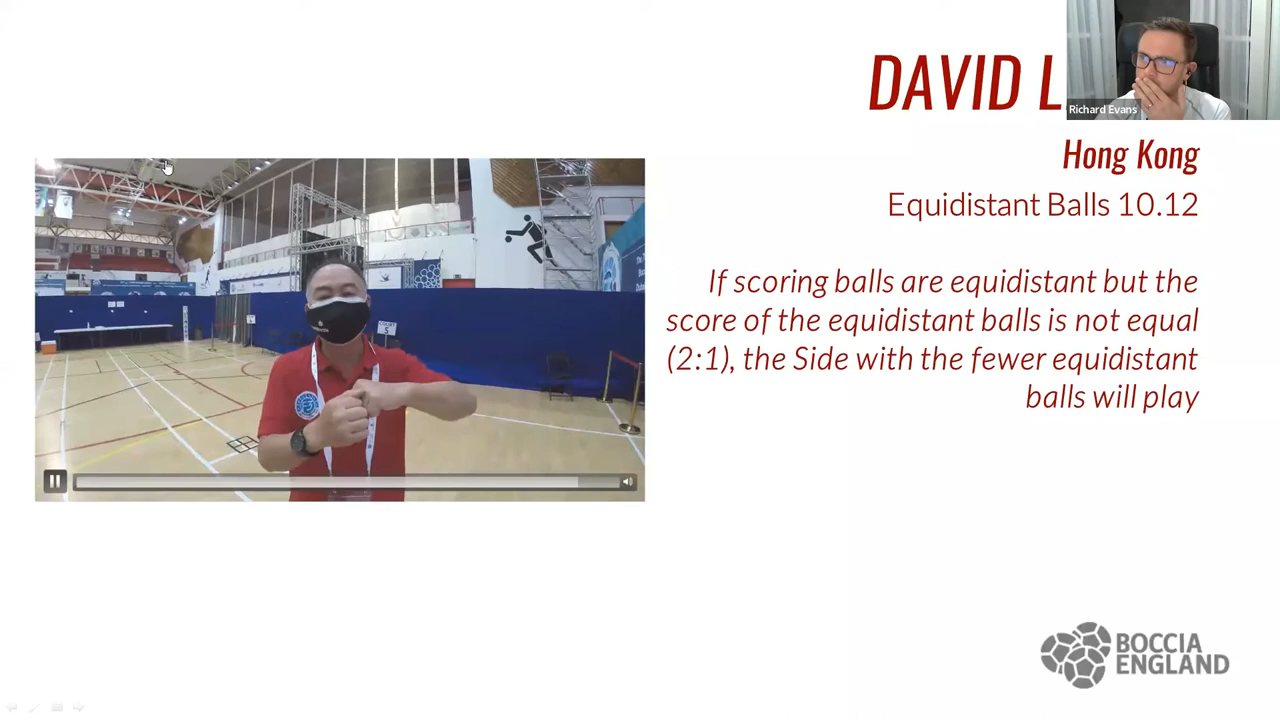 DAVID L
Richard Evans
Hong Kong
Equidistant Balls 10.12
If scoring balls are equidistant but the
score of the equidistant balls is not equal
(2:1), the Side with the fewer equidistant
balls will play
BOCCIA
ENGLAND